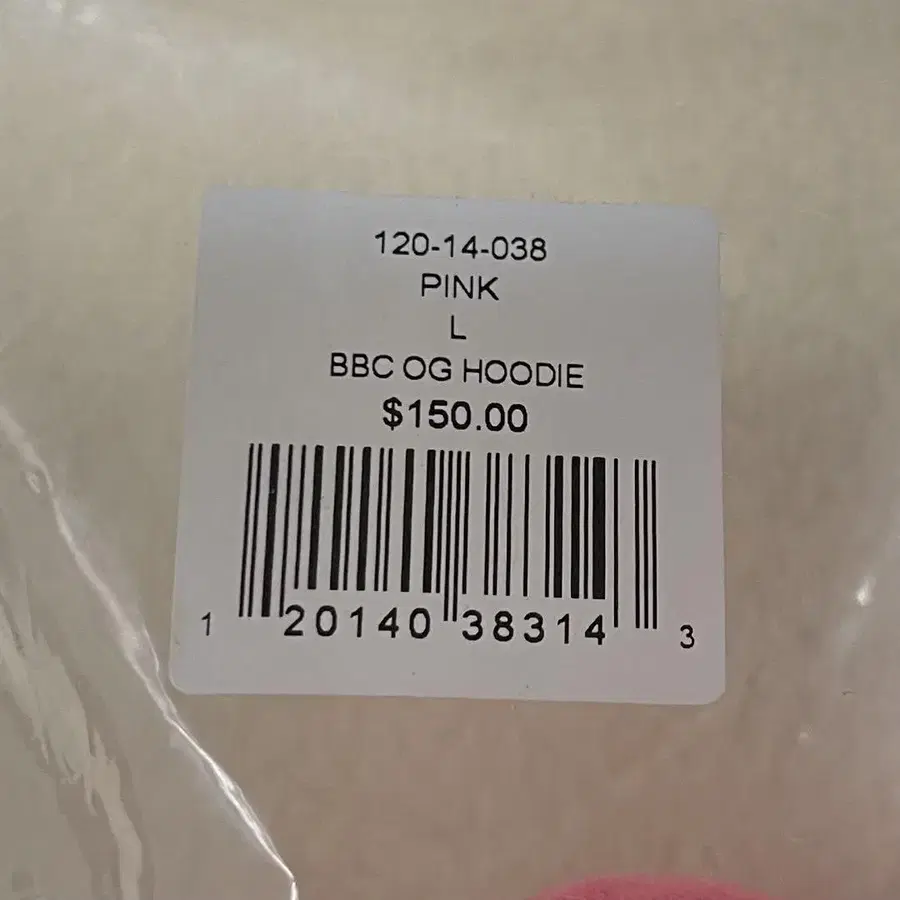 120-14-038
PINK
L
BBC OG HOODIE
$150.00
1 20140 38314 3